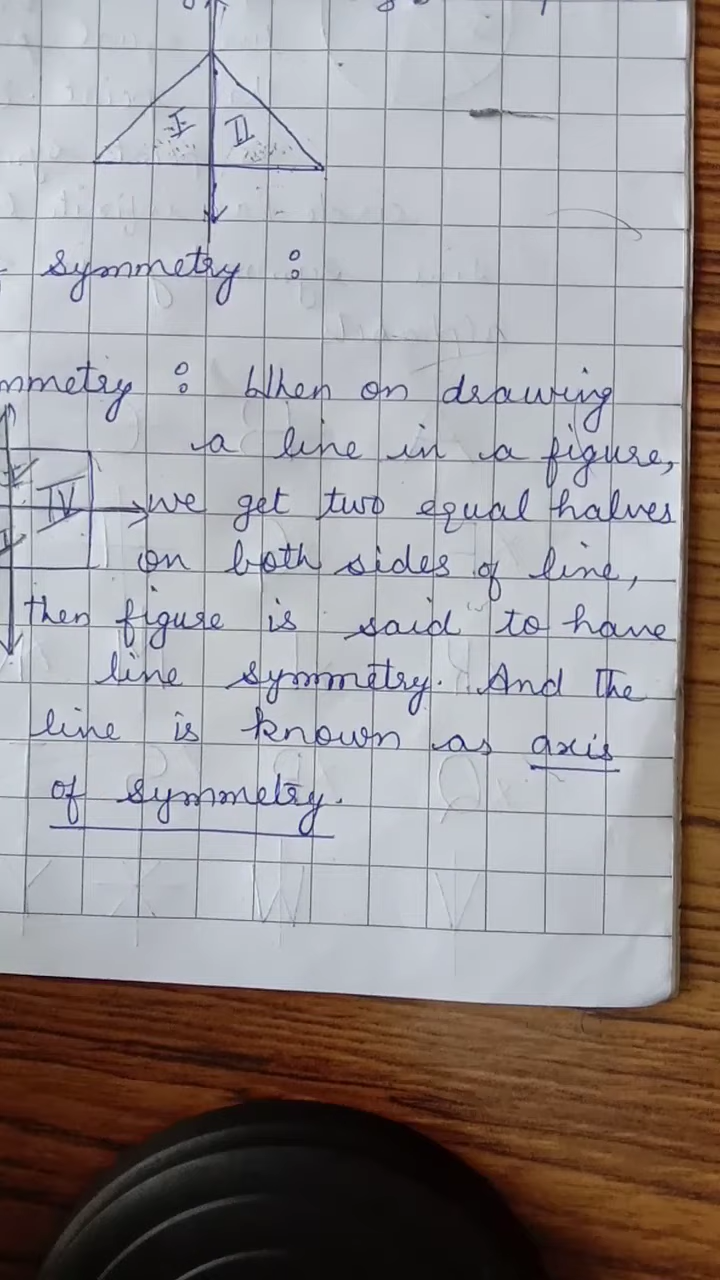 I II
symmetry :
mmetry : When on drawing
a line in a figure,
IV we get two equal halves
on both sides of line,
then figure is said to have
line symmetry. And The
line is known as axis
of symmetry.